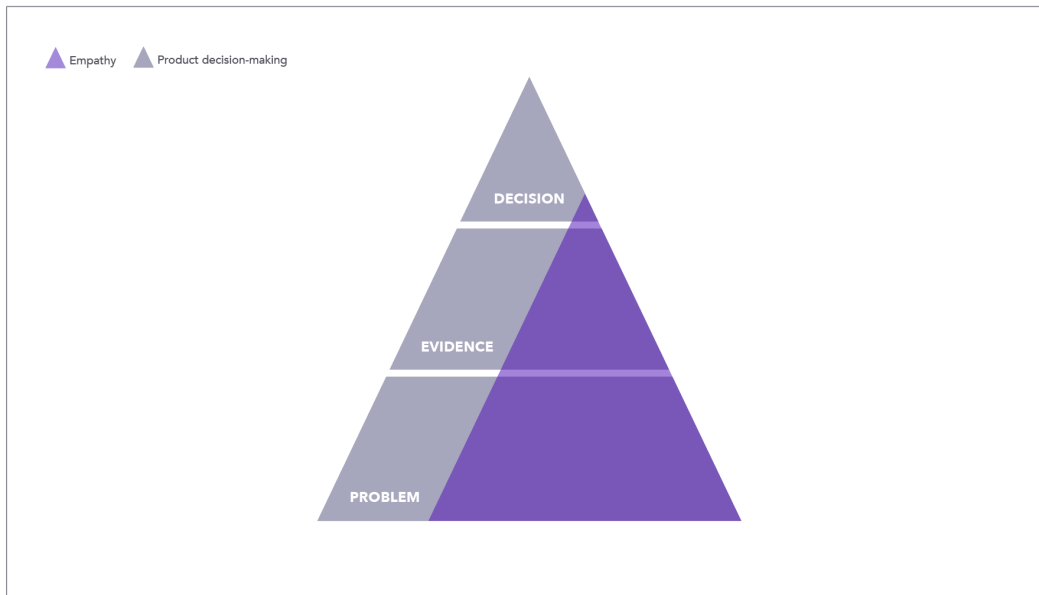 Empathy
Product decision-making
DECISION
EVIDENCE
PROBLEM